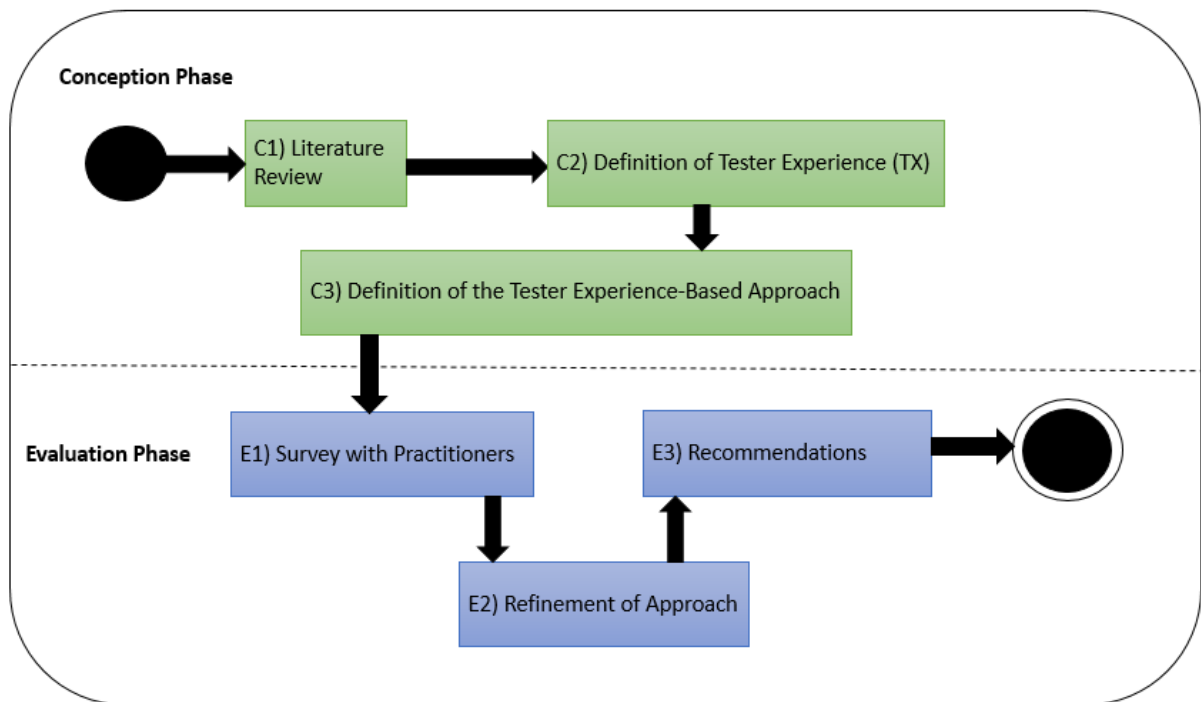 Conception Phase
C1) Literature
Review
C2) Definition of Tester Experience (TX)
C3) Definition of the Tester Experience-Based Approach
Evaluation Phase
E1) Survey with Practitioners
E3) Recommendations
E2) Refinement of Approach